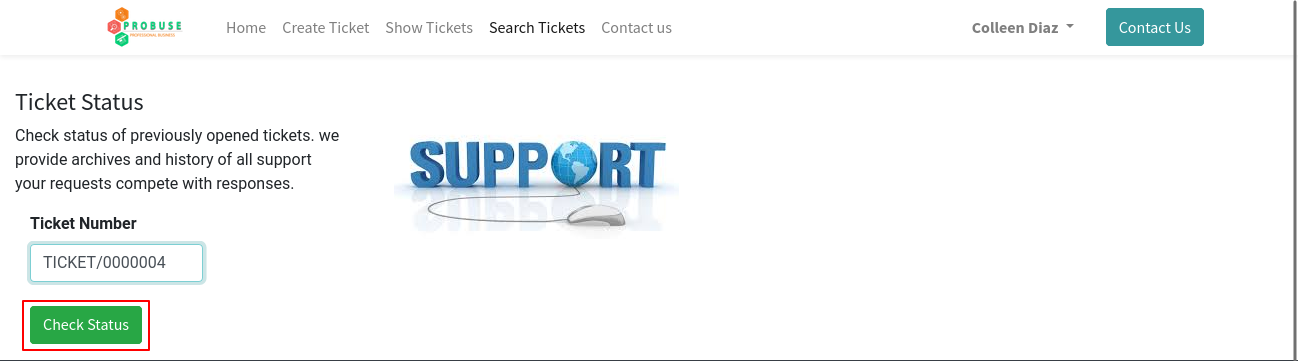 PROBUSE
PROFESSIONAL BUSINESS
Home Create Ticket Show Tickets Search Tickets Contact us Colleen Diaz Contact Us
Ticket Status
Check status of previously opened tickets. we
provide archives and history of all support
your requests compete with responses.
SUPPORT
Ticket Number
TICKET/0000004
Check Status